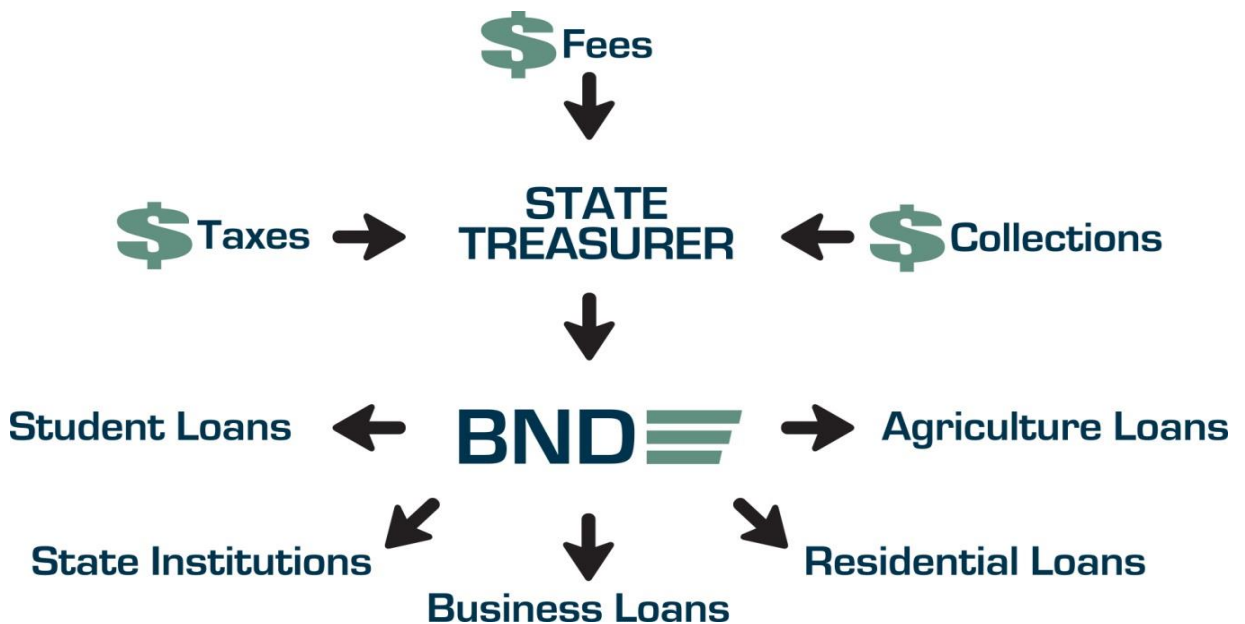 $ Fees
$ Taxes
STATE
TREASURER
$ Collections
Student Loans
BND
Agriculture Loans
State Institutions
Residential Loans
Business Loans